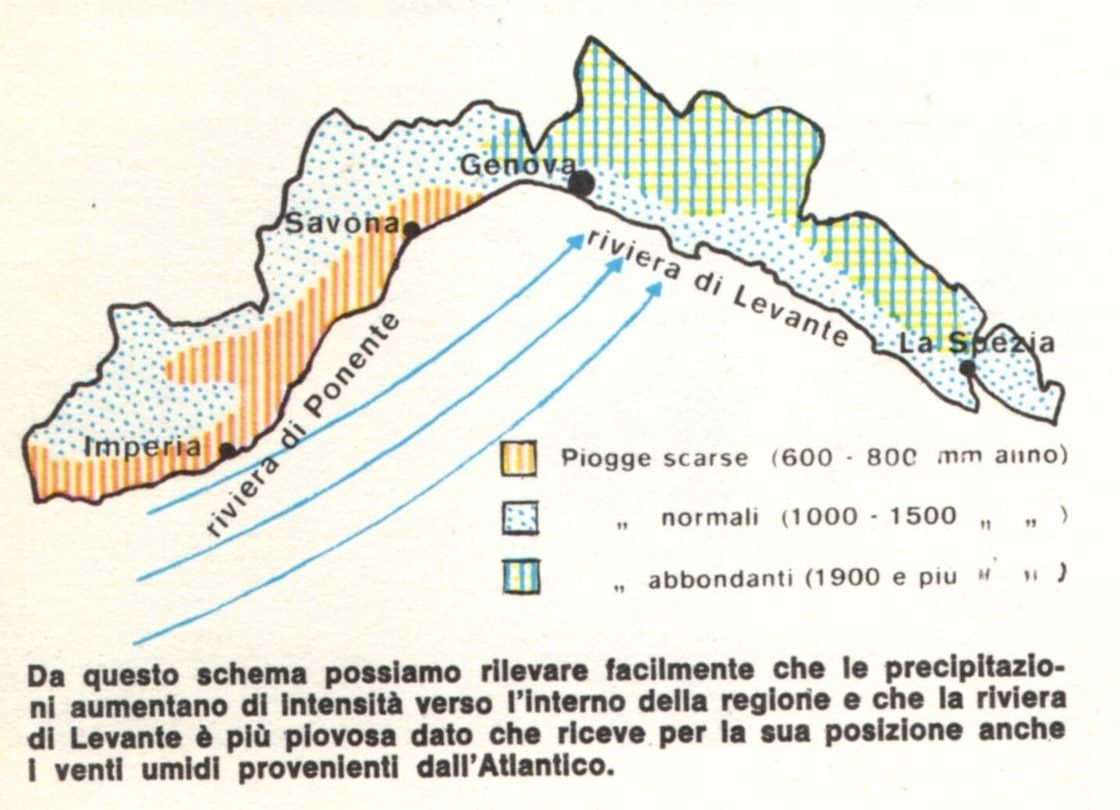 Genova
Savona
riviera di Levante
riviera di Ponente
La Spezia
Imperia
Piogge scarse (600 - 800 mm anno)
„ normali (1000 - 1500 „ „ )
„ abbondanti (1900 e piu „ „ )
Da questo schema possiamo rilevare facilmente che le precipitazio-
ni aumentano di intensità verso l'interno della regione e che la riviera
di Levante è più piovosa dato che riceve per la sua posizione anche
i venti umidi provenienti dall'Atlantico.